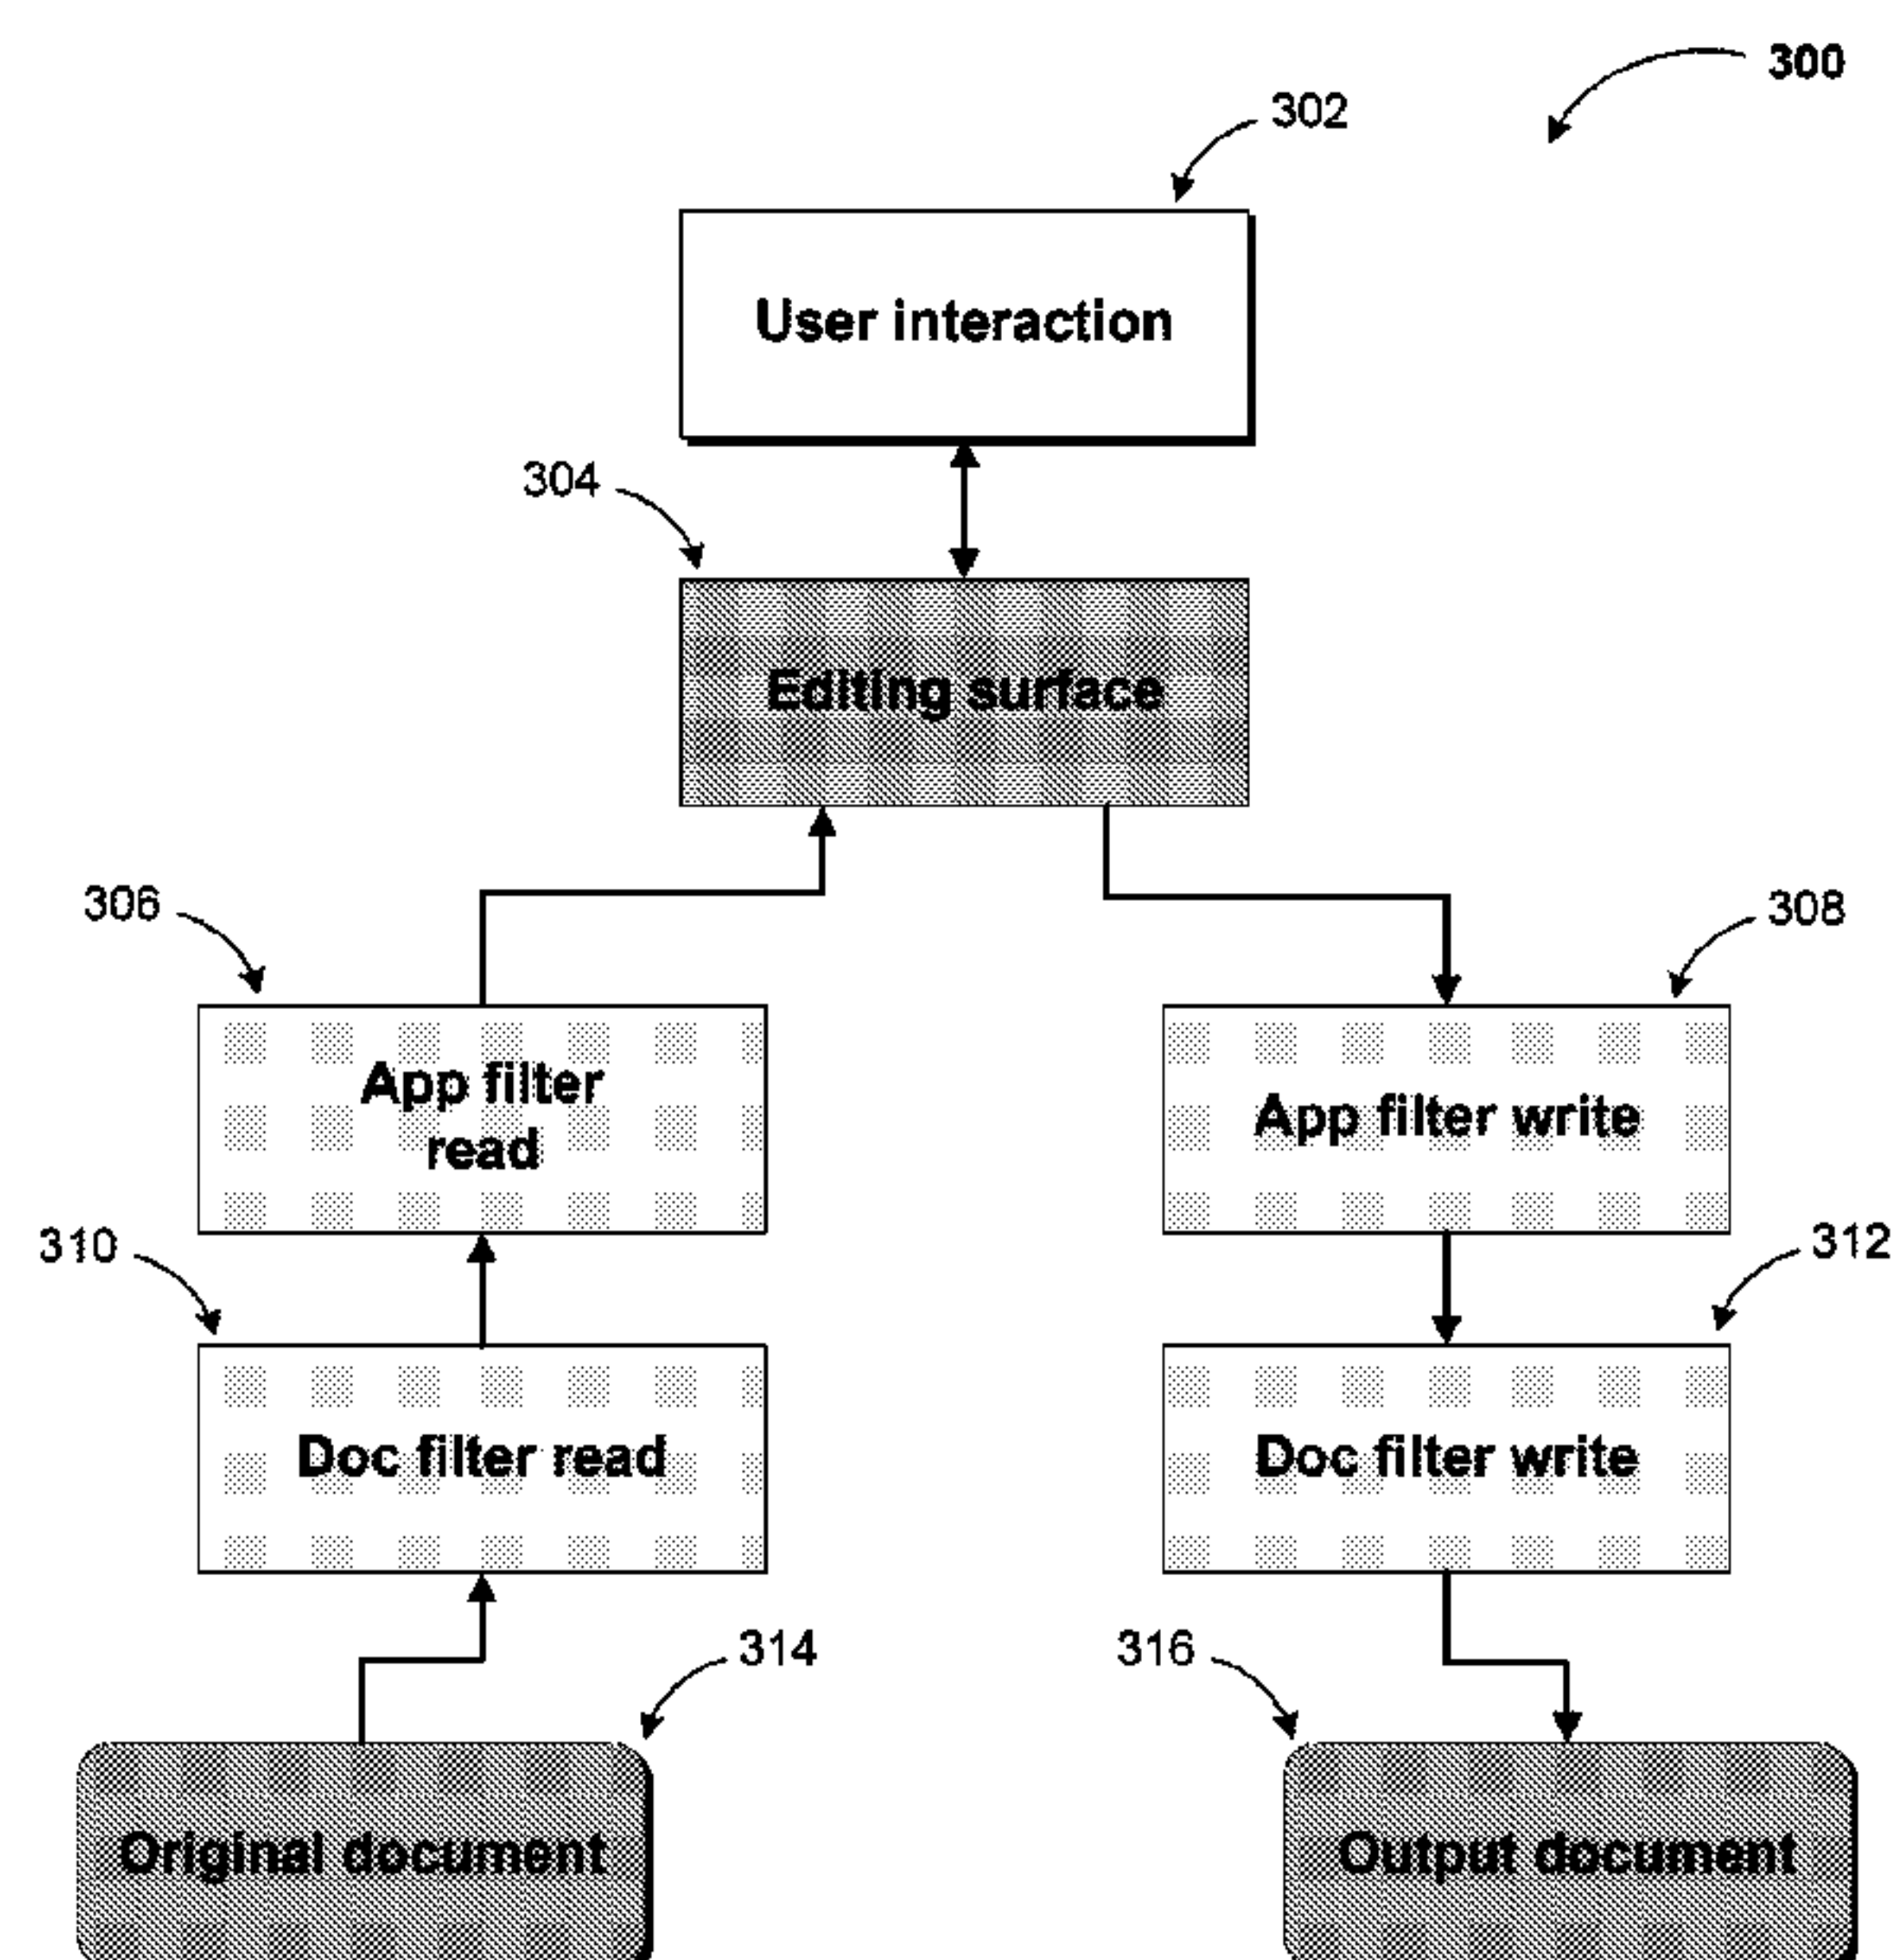 300
302
User interaction
304
Editing surface
306
308
App filter
read
App filter write
310
312
Doc filter read
Doc filter write
314
316
Original document
Output document